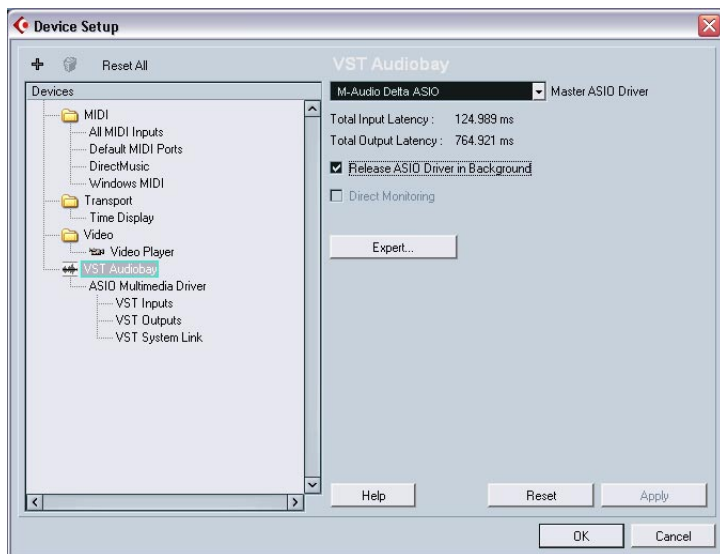 Device Setup
Reset All
Devices
MIDI
All MIDI Inputs
Default MIDI Ports
DirectMusic
Windows MIDI
Transport
Time Display
Video
Video Player
VST Audiobay
ASIO Multimedia Driver
VST Inputs
VST Outputs
VST System Link
VST Audiobay
M-Audio Delta ASIO Master ASIO Driver
Total Input Latency : 124.989 ms
Total Output Latency : 764.921 ms
Release ASIO Driver in Background
Direct Monitoring
Expert...
Help Reset Apply
OK Cancel